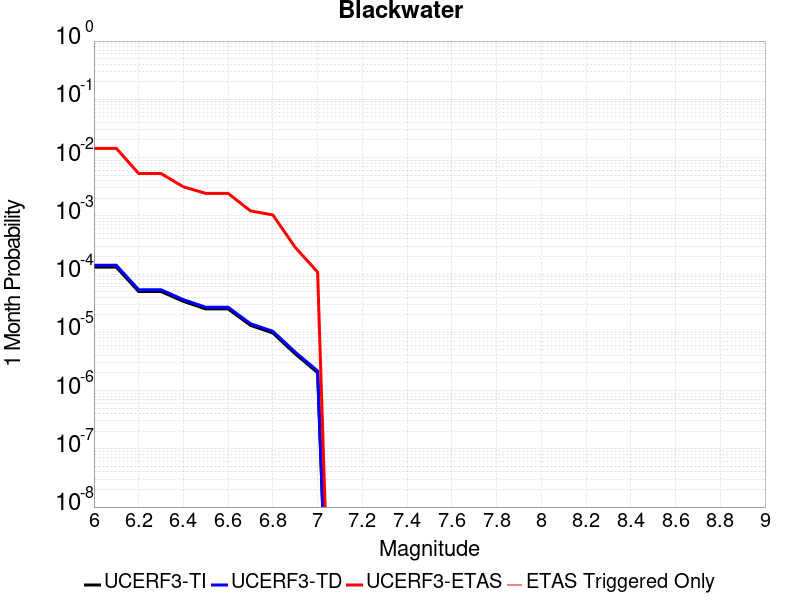 Blackwater
10^0
10^-1
10^-2
10^-3
10^-4
10^-5
10^-6
10^-7
10^-8
1 Month Probability
6 6.2 6.4 6.6 6.8 7 7.2 7.4 7.6 7.8 8 8.2 8.4 8.6 8.8 9
Magnitude
UCERF3-TI UCERF3-TD UCERF3-ETAS ETAS Triggered Only